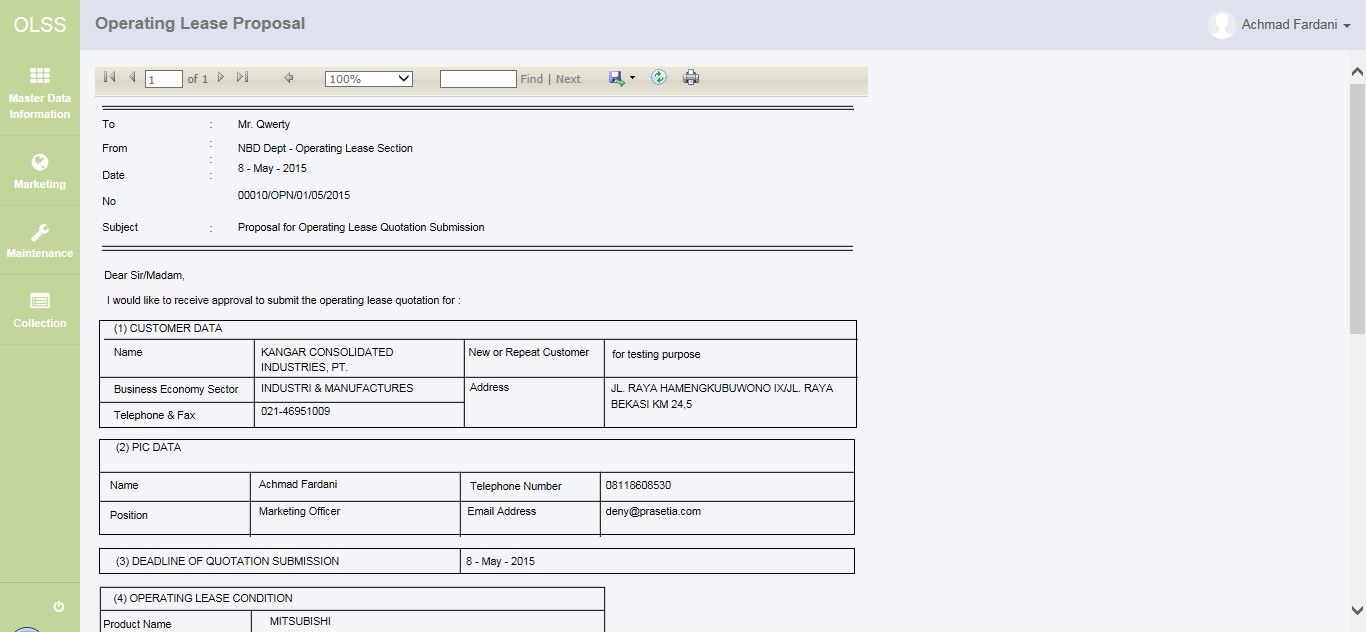 OLSS
Operating Lease Proposal
Achmad Fardani
Master Data
Information
Marketing
Maintenance
Collection
1 of 1
100%
Find | Next
To : Mr. Qwerty
From : NBD Dept - Operating Lease Section
:
Date : 8 - May - 2015
No 00010/OPN/01/05/2015
Subject : Proposal for Operating Lease Quotation Submission
Dear Sir/Madam,
I would like to receive approval to submit the operating lease quotation for :
(1) CUSTOMER DATA
Name KANGAR CONSOLIDATED New or Repeat Customer for testing purpose
INDUSTRIES, PT.
Business Economy Sector INDUSTRI & MANUFACTURES Address JL. RAYA HAMENGKUBUWONO IX/JL. RAYA
BEKASI KM 24,5
Telephone & Fax 021-46951009
(2) PIC DATA
Name Achmad Fardani Telephone Number 08118608530
Position Marketing Officer Email Address deny@prasetia.com
(3) DEADLINE OF QUOTATION SUBMISSION 8 - May - 2015
(4) OPERATING LEASE CONDITION
Product Name MITSUBISHI